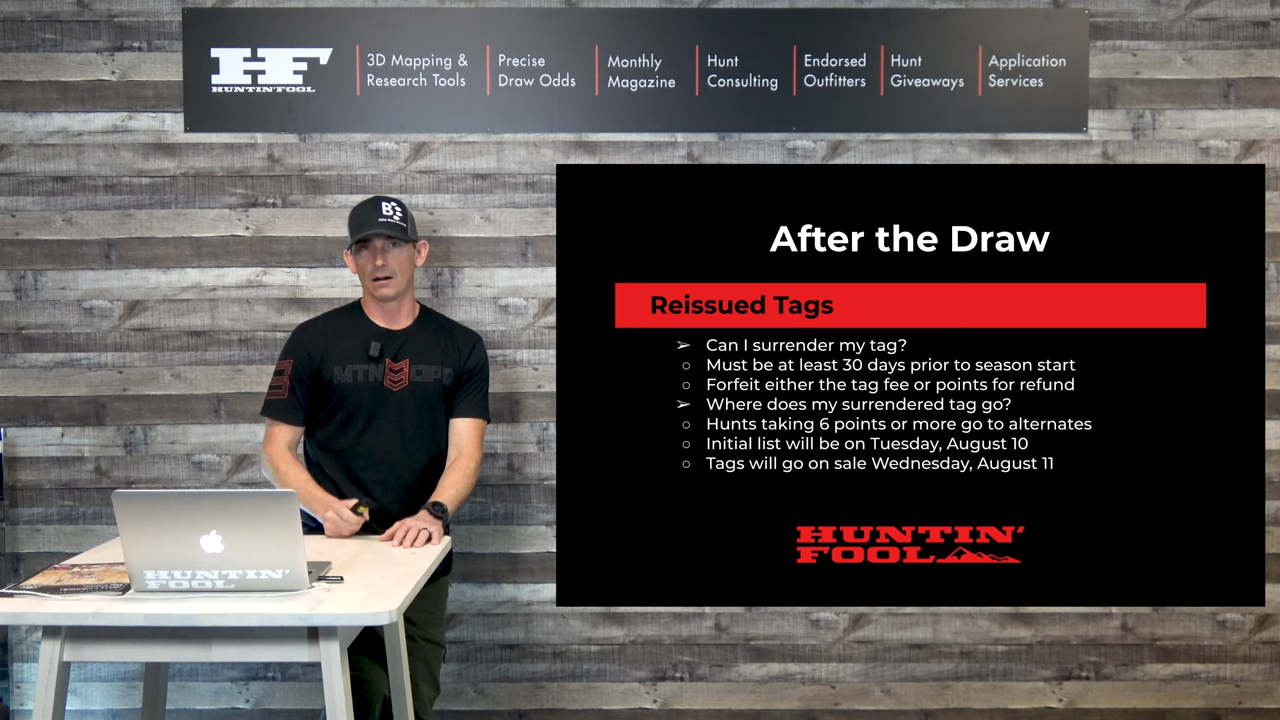 HF
HUNTIN'FOOL
3D Mapping &
Research Tools
Precise
Draw Odds
Monthly
Magazine
Hunt
Consulting
Endorsed
Outfitters
Hunt
Giveaways
Application
Services
After the Draw
Reissued Tags
➢ Can I surrender my tag?
○ Must be at least 30 days prior to season start
○ Forfeit either the tag fee or points for refund
➢ Where does my surrendered tag go?
○ Hunts taking 6 points or more go to alternates
○ Initial list will be on Tuesday, August 10
○ Tags will go on sale Wednesday, August 11
HUNTIN'
FOOL
B
MTN OPS
HUNTIN'
FOOL